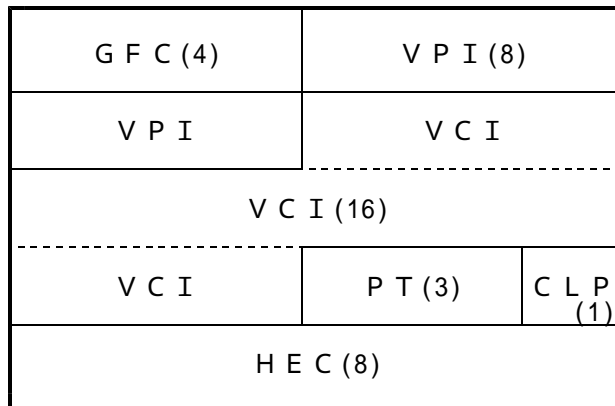 GFC(4) VPI(8)
VPI VCI
VCI(16)
VCI PT(3) CLP
(1)
HEC(8)